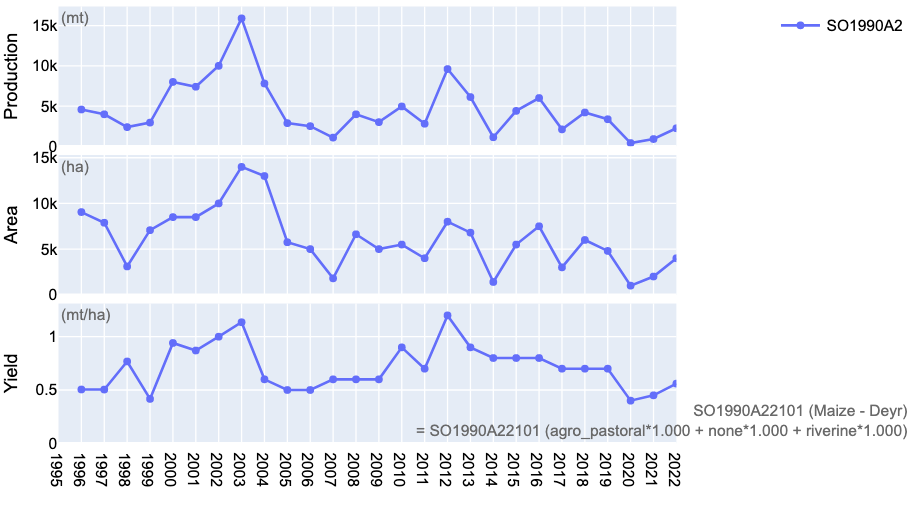 15k
(mt)
SO1990A2
10k
Production
5k
0
15k
(ha)
10k
Area
5k
0
(mt/ha)
1
Yield
0.5
SO1990A22101 (Maize - Deyr)
= SO1990A22101 (agro_pastoral*1.000 + none*1.000 + riverine*1.000)
0
1995 1996 1997 1998 1999 2000 2001 2002 2003 2004 2005 2006 2007 2008 2009 2010 2011 2012 2013 2014 2015 2016 2017 2018 2019 2020 2021 2022